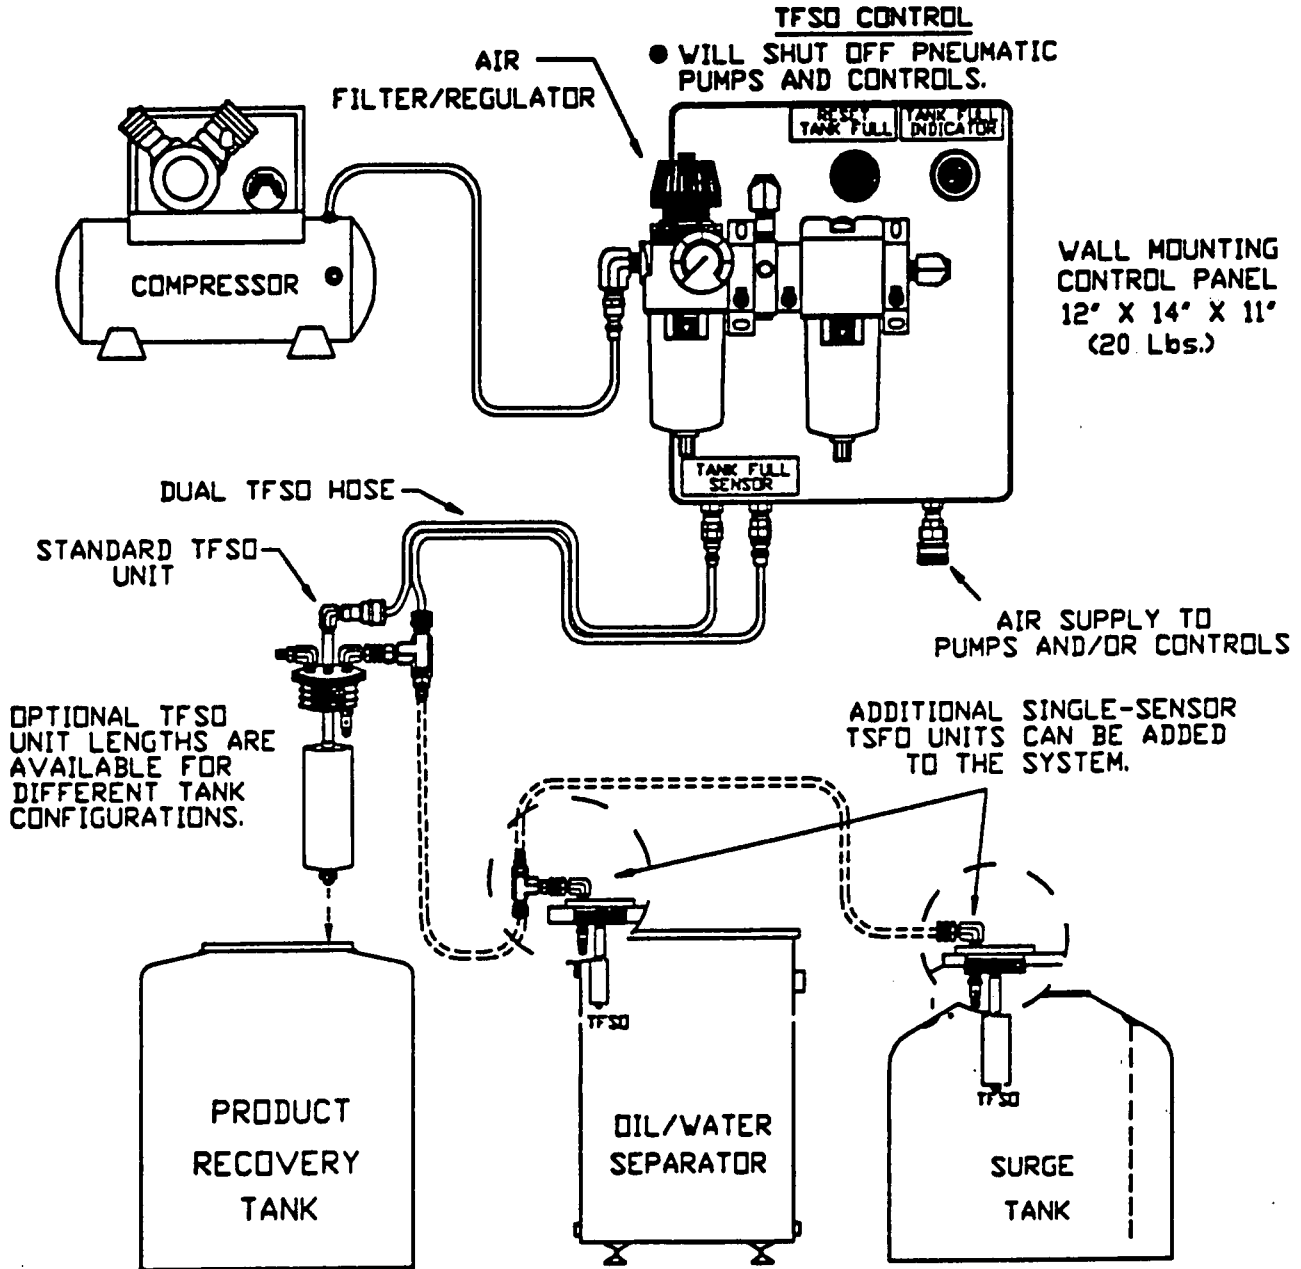 TFSO CONTROL
● WILL SHUT OFF PNEUMATIC
PUMPS AND CONTROLS.
AIR
FILTER/REGULATOR
RESET
TANK FULL
TANK FULL
INDICATOR
COMPRESSOR
WALL MOUNTING
CONTROL PANEL
12" X 14" X 11"
(20 Lbs.)
TANK FULL
SENSOR
DUAL TFSO HOSE
STANDARD TFSO
UNIT
AIR SUPPLY TO
PUMPS AND/OR CONTROLS
OPTIONAL TFSO
UNIT LENGTHS ARE
AVAILABLE FOR
DIFFERENT TANK
CONFIGURATIONS.
ADDITIONAL SINGLE-SENSOR
TSFO UNITS CAN BE ADDED
TO THE SYSTEM.
TFSO
TFSO
PRODUCT
RECOVERY
TANK
OIL/WATER
SEPARATOR
SURGE
TANK